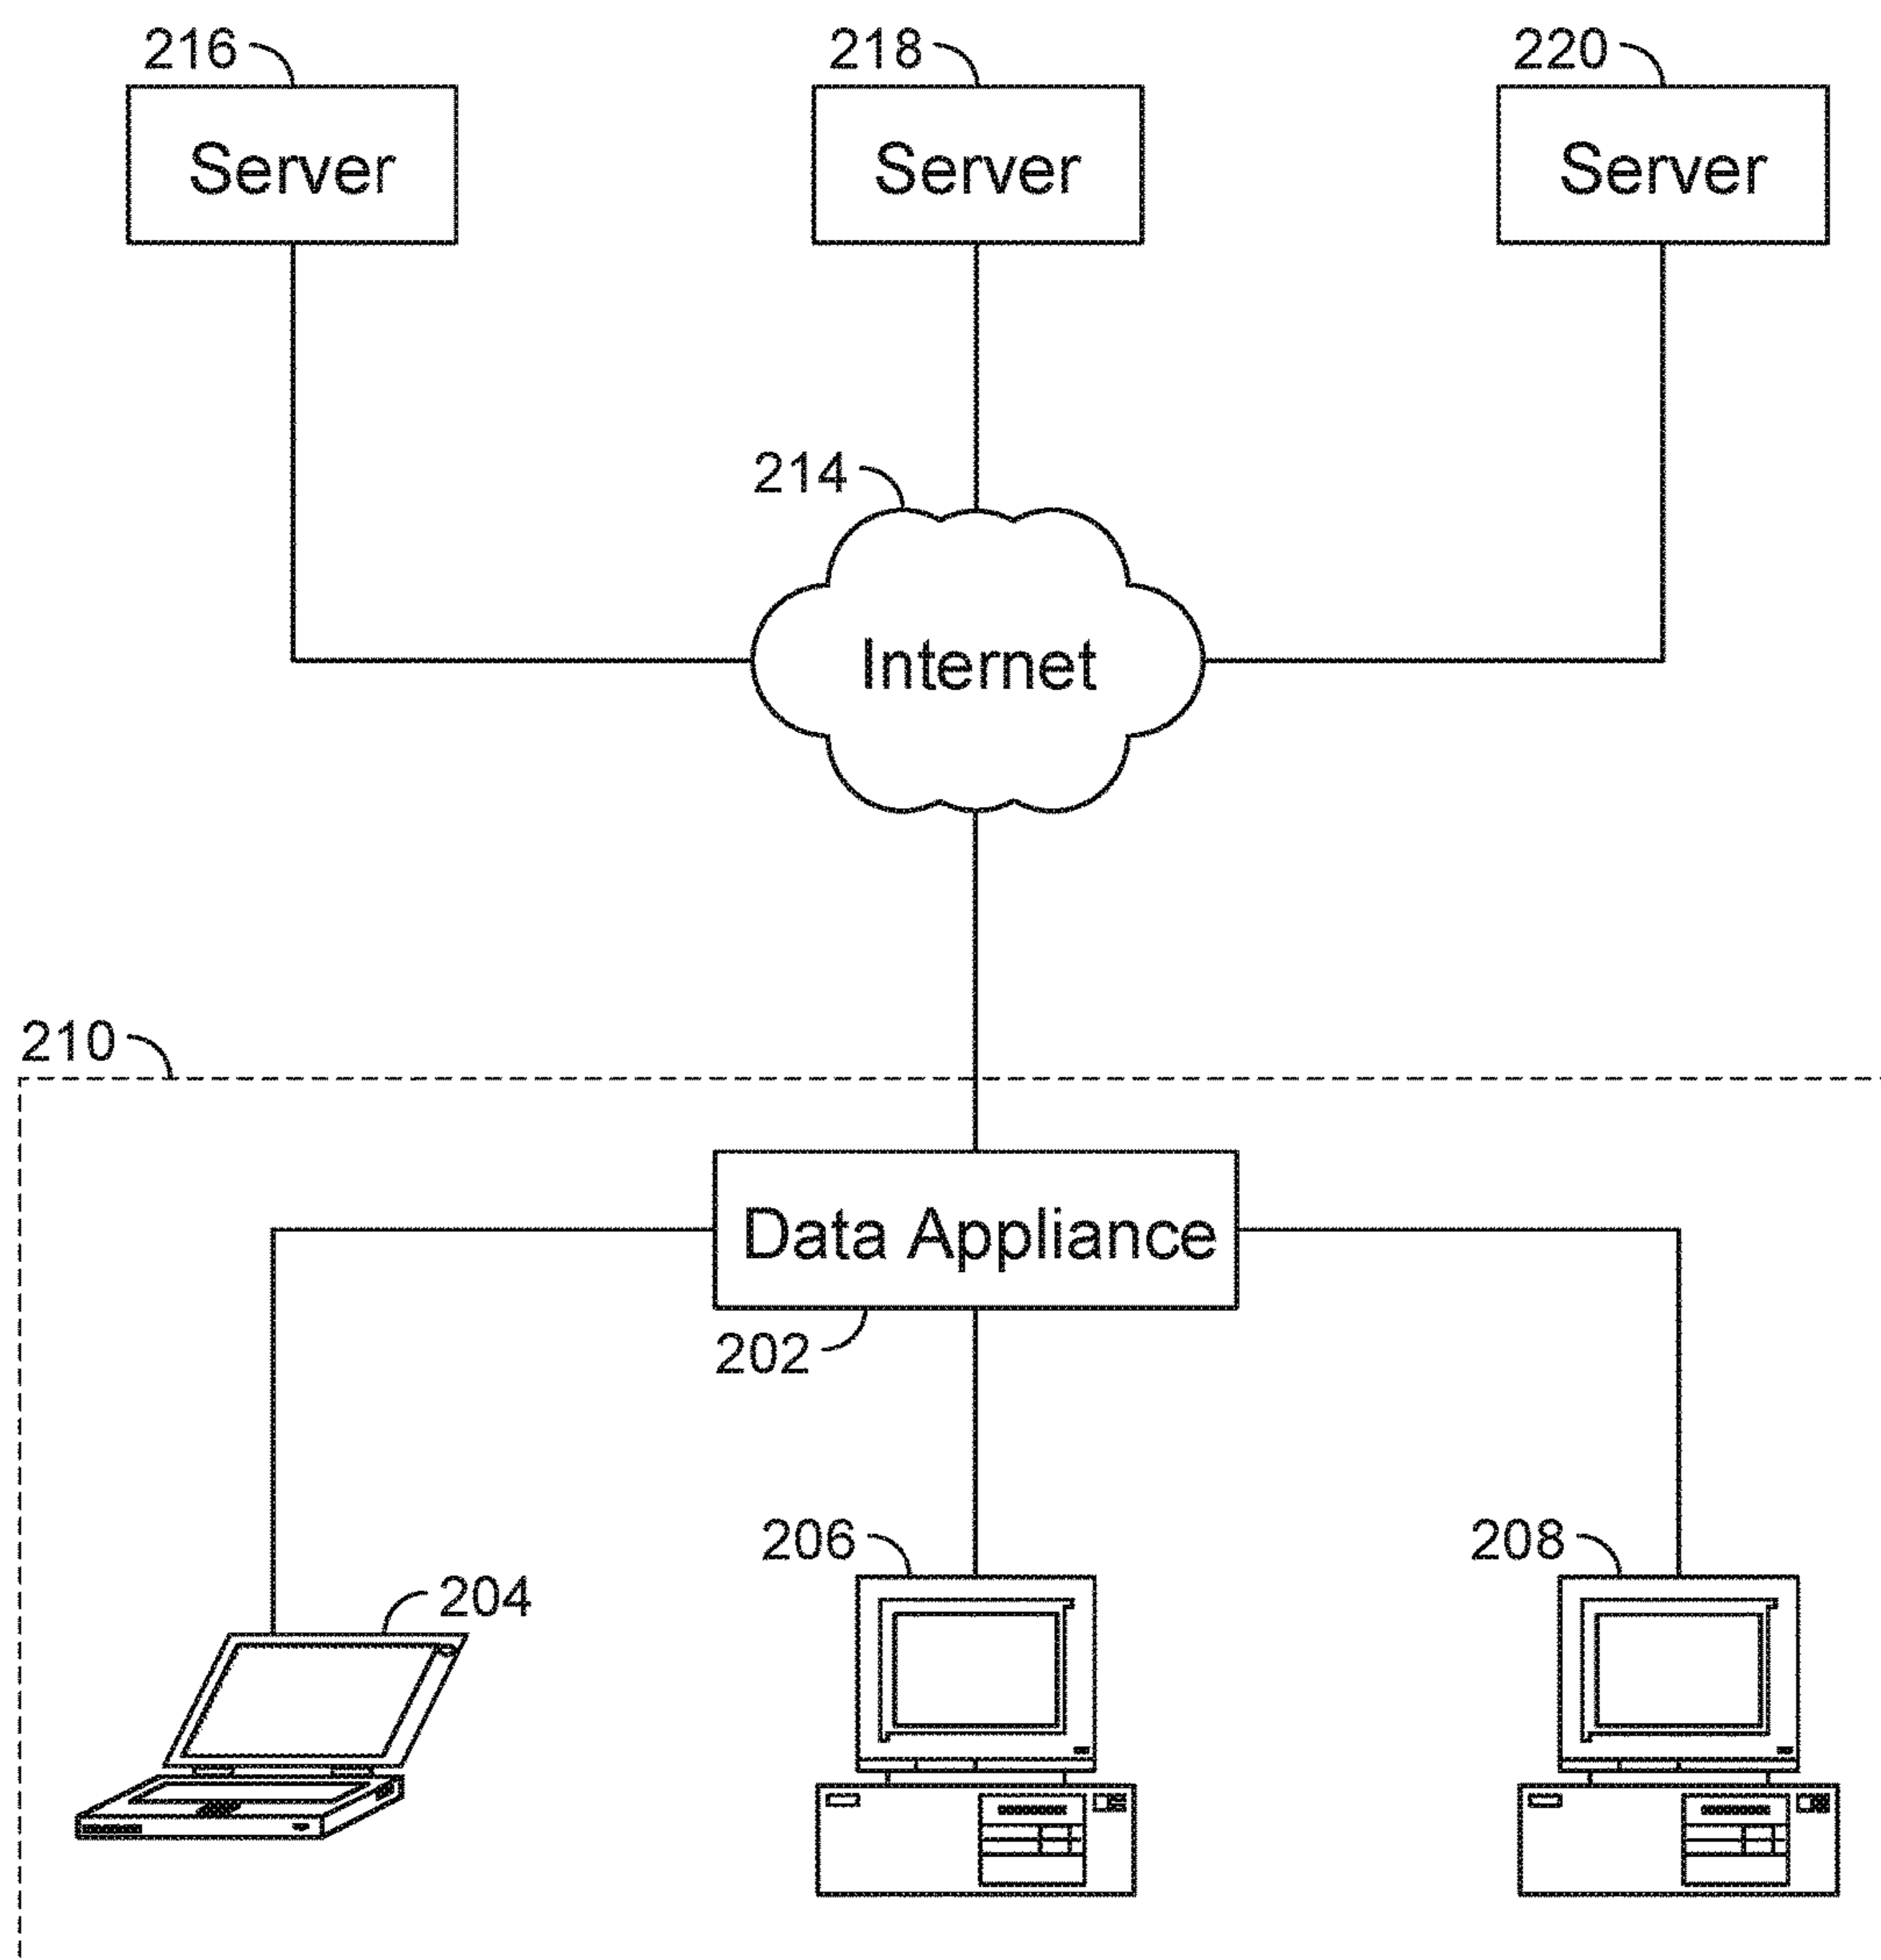 216
218
220
Server
Server
Server
214
Internet
210
Data Appliance
202
206
208
204